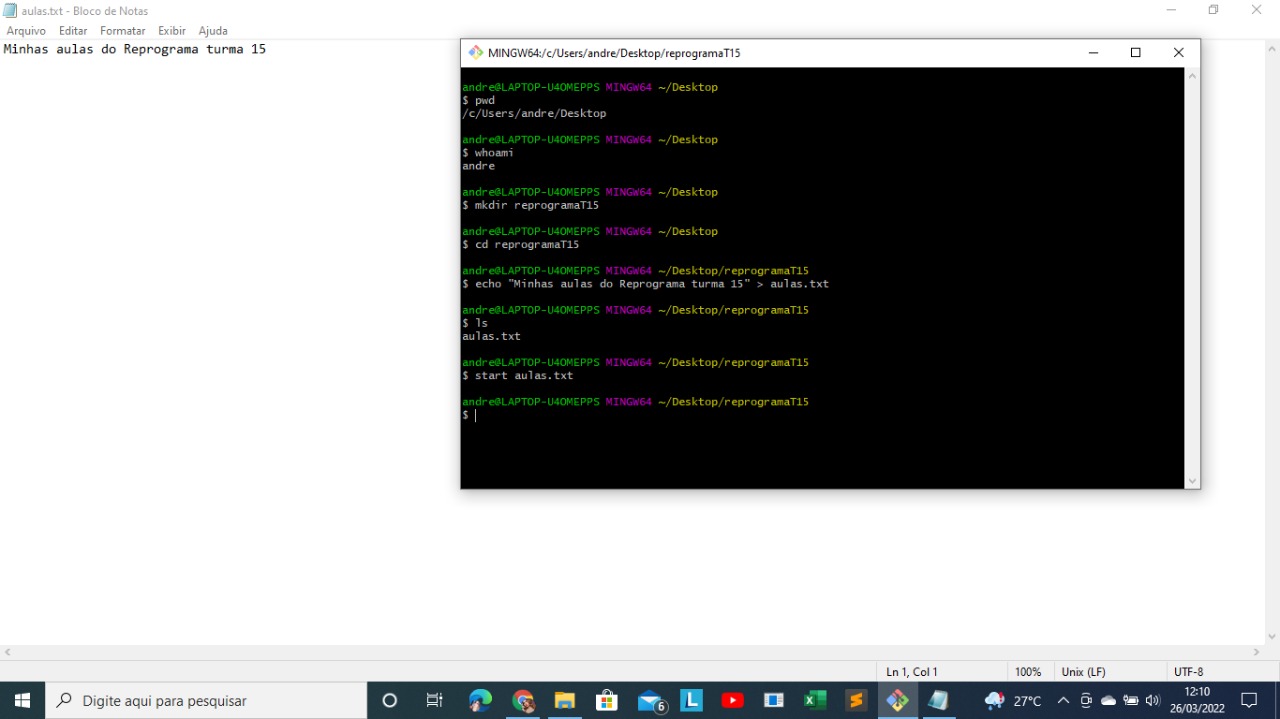 aulas.txt - Bloco de Notas
Arquivo Editar Formatar Exibir Ajuda
Minhas aulas do Reprograma turma 15
MINGW64:/c/Users/andre/Desktop/reprogramaT15
andre@LAPTOP-U4OMEPPS MINGW64 ~/Desktop
$ pwd
/c/Users/andre/Desktop
andre@LAPTOP-U4OMEPPS MINGW64 ~/Desktop
$ whoami
andre
andre@LAPTOP-U4OMEPPS MINGW64 ~/Desktop
$ mkdir reprogramaT15
andre@LAPTOP-U4OMEPPS MINGW64 ~/Desktop
$ cd reprogramaT15
andre@LAPTOP-U4OMEPPS MINGW64 ~/Desktop/reprogramaT15
$ echo "Minhas aulas do Reprograma turma 15" > aulas.txt
andre@LAPTOP-U4OMEPPS MINGW64 ~/Desktop/reprogramaT15
$ ls
aulas.txt
andre@LAPTOP-U4OMEPPS MINGW64 ~/Desktop/reprogramaT15
$ start aulas.txt
andre@LAPTOP-U4OMEPPS MINGW64 ~/Desktop/reprogramaT15
$
Ln 1, Col 1 100% Unix (LF) UTF-8
Digite aqui para pesquisar
6
L
27°C
12:10
26/03/2022